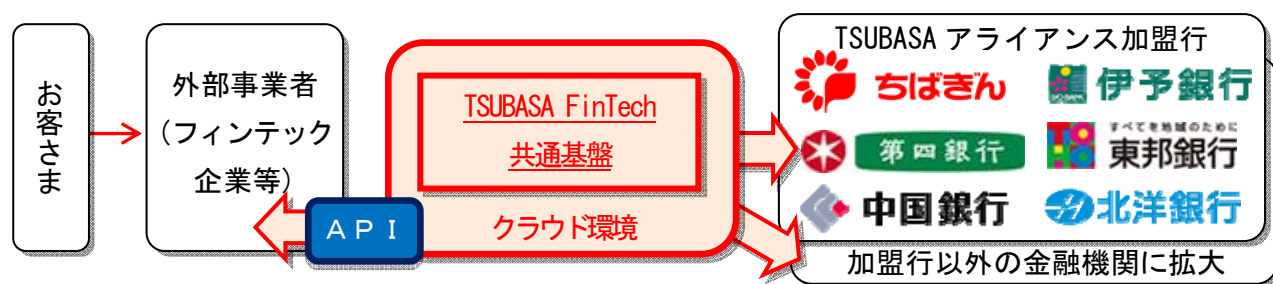 お客さま
外部事業者
（フィンテック
企業等）
API
TSUBASA FinTech
共通基盤
クラウド環境
TSUBASA アライアンス加盟行
ちばぎん
伊予銀行
第四銀行
すべてを地域のために
東邦銀行
中国銀行
北洋銀行
加盟行以外の金融機関に拡大